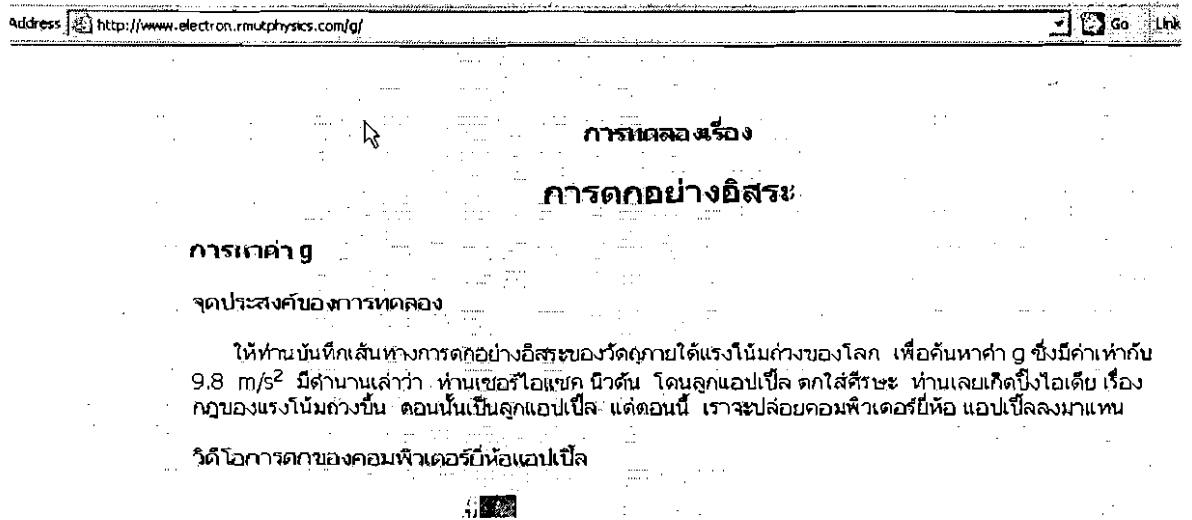 Address http://www.electron.rmutphysics.com/g/ Go Link
การทดลองเรื่อง
การตกอย่างอิสระ
การหาค่า g
จุดประสงค์ของการทดลอง
ให้ท่านบันทึกเส้นทางการตกอย่างอิสระของวัตถุภายใต้แรงโน้มถ่วงของโลก เพื่อค้นหาค่า g ซึ่งมีค่าเท่ากับ
9.8 m/s² มีตำนานเล่าว่า ท่านเซอร์ไอแซค นิวตัน โดนลูกแอปเปิ้ล ตกใส่ศีรษะ ท่านเลยเกิดปิ๊งไอเดีย เรื่อง
กฎของแรงโน้มถ่วงขึ้น ตอนนั้นเป็นลูกแอปเปิ้ล แต่ตอนนี้ เราจะปล่อยคอมพิวเตอร์ยี่ห้อ แอปเปิ้ลลงมาแทน
วิดีโอการตกของคอมพิวเตอร์ยี่ห้อแอปเปิ้ล